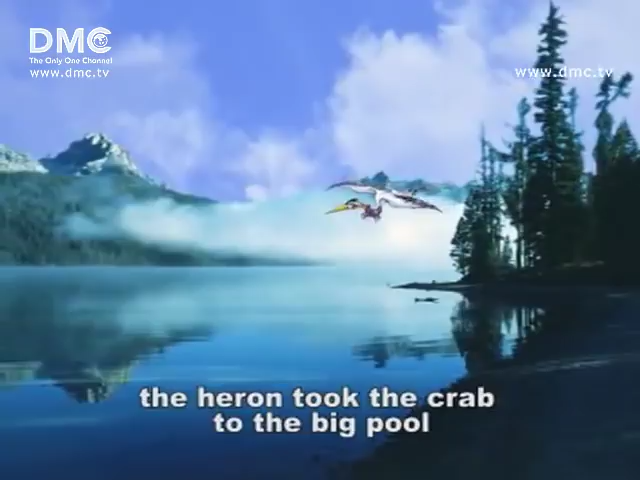 DMC
The Only One Channel
www.dmc.tv
www.dmc.tv
the heron took the crab
to the big pool